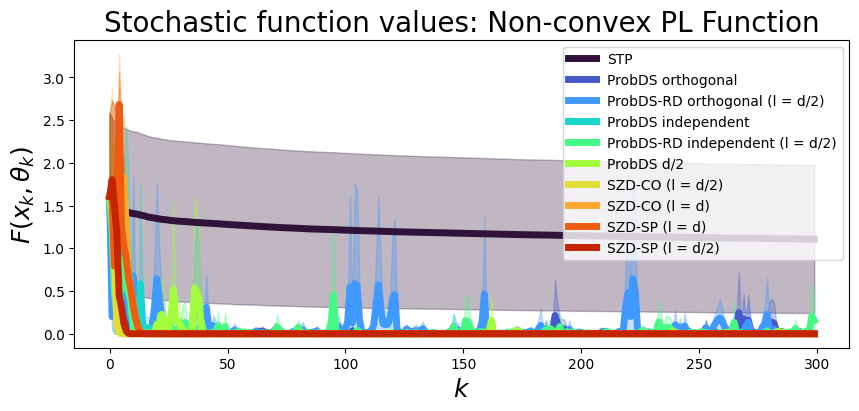 Stochastic function values: Non-convex PL Function
F(x_k, θ_k)
3.0
2.5
2.0
1.5
1.0
0.5
0.0
STP
ProbDS orthogonal
ProbDS-RD orthogonal (l = d/2)
ProbDS independent
ProbDS-RD independent (l = d/2)
ProbDS d/2
SZD-CO (l = d/2)
SZD-CO (l = d)
SZD-SP (l = d)
SZD-SP (l = d/2)
0 50 100 150 200 250 300
k